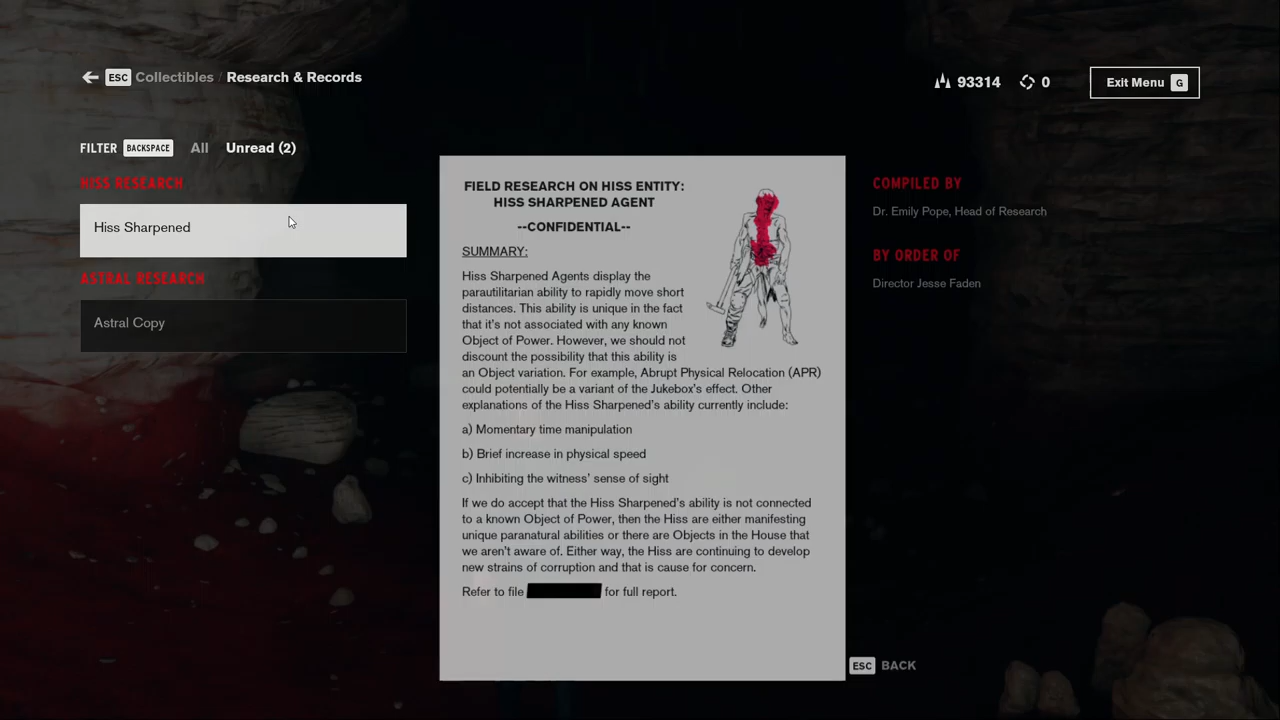 ESC Collectibles / Research & Records
93314
0
Exit Menu G
FILTER BACKSPACE All Unread (2)
HISS RESEARCH
Hiss Sharpened
ASTRAL RESEARCH
Astral Copy
FIELD RESEARCH ON HISS ENTITY:
HISS SHARPENED AGENT
--CONFIDENTIAL--
SUMMARY:
Hiss Sharpened Agents display the
parautilitarian ability to rapidly move short
distances. This ability is unique in the fact
that it's not associated with any known
Object of Power. However, we should not
discount the possibility that this ability is
an Object variation. For example, Abrupt Physical Relocation (APR)
could potentially be a variant of the Jukebox's effect. Other
explanations of the Hiss Sharpened's ability currently include:
a) Momentary time manipulation
b) Brief increase in physical speed
c) Inhibiting the witness' sense of sight
If we do accept that the Hiss Sharpened's ability is not connected
to a known Object of Power, then the Hiss are either manifesting
unique paranatural abilities or there are Objects in the House that
we aren't aware of. Either way, the Hiss are continuing to develop
new strains of corruption and that is cause for concern.
Refer to file for full report.
COMPILED BY
Dr. Emily Pope, Head of Research
BY ORDER OF
Director Jesse Faden
ESC BACK